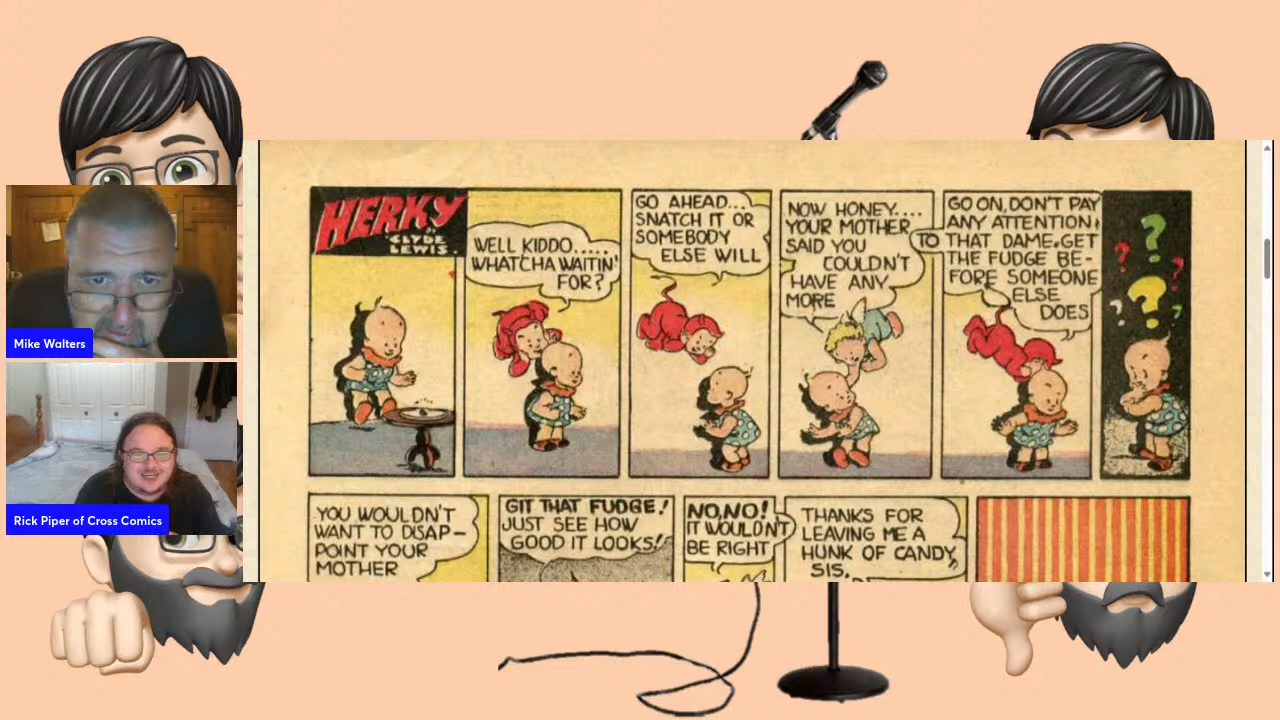 HERKY
BY
CLYDE
LEWIS.
WELL KIDDO....
WHATCHA WAITIN'
FOR?
GO AHEAD...
SNATCH IT OR
SOMEBODY
ELSE WILL
NOW HONEY....
YOUR MOTHER
SAID YOU
COULDN'T
HAVE ANY
MORE
GO ON, DON'T PAY
ANY ATTENTION
TO THAT DAME. GET
THE FUDGE BE-
FORE SOMEONE
ELSE
DOES
? ? ? ? ? ?
YOU WOULDN'T
WANT TO DISAP-
POINT YOUR
MOTHER
GIT THAT FUDGE!
JUST SEE HOW
GOOD IT LOOKS!
NO, NO!
IT WOULDN'T
BE RIGHT
THANKS FOR
LEAVING ME A
HUNK OF CANDY,
SIS.
Mike Walters
Rick Piper of Cross Comics